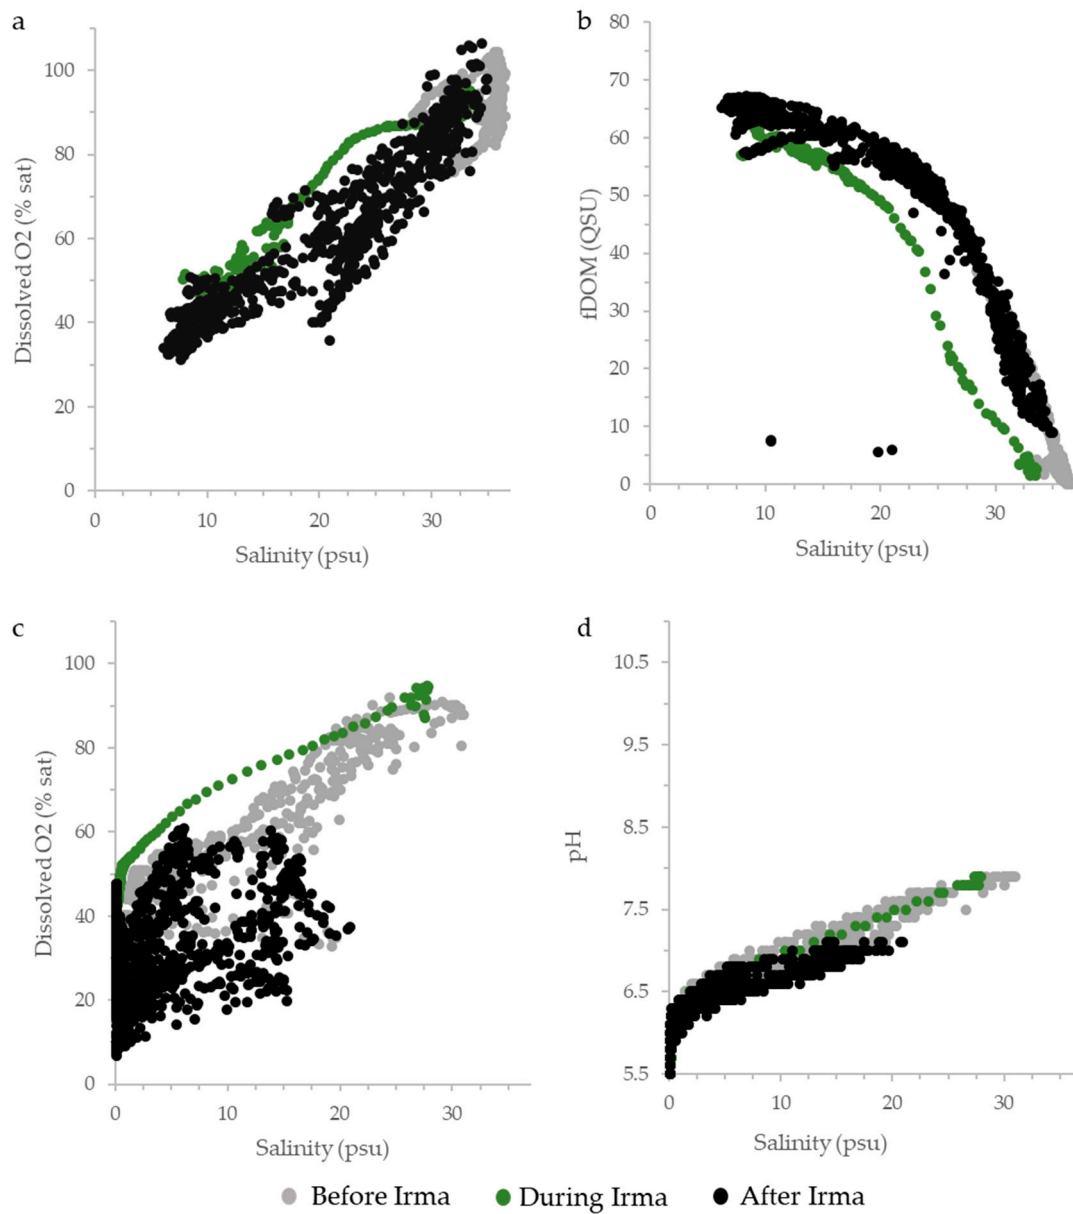 a
Dissolved O2 (% sat)
100
80
60
40
20
0
0 10 20 30
Salinity (psu)
b
fDOM (QSU)
80
70
60
50
40
30
20
10
0
0 10 20 30
Salinity (psu)
c
Dissolved O2 (% sat)
100
80
60
40
20
0
0 10 20 30
Salinity (psu)
d
pH
10.5
9.5
8.5
7.5
6.5
5.5
0 10 20 30
Salinity (psu)
Before Irma During Irma After Irma